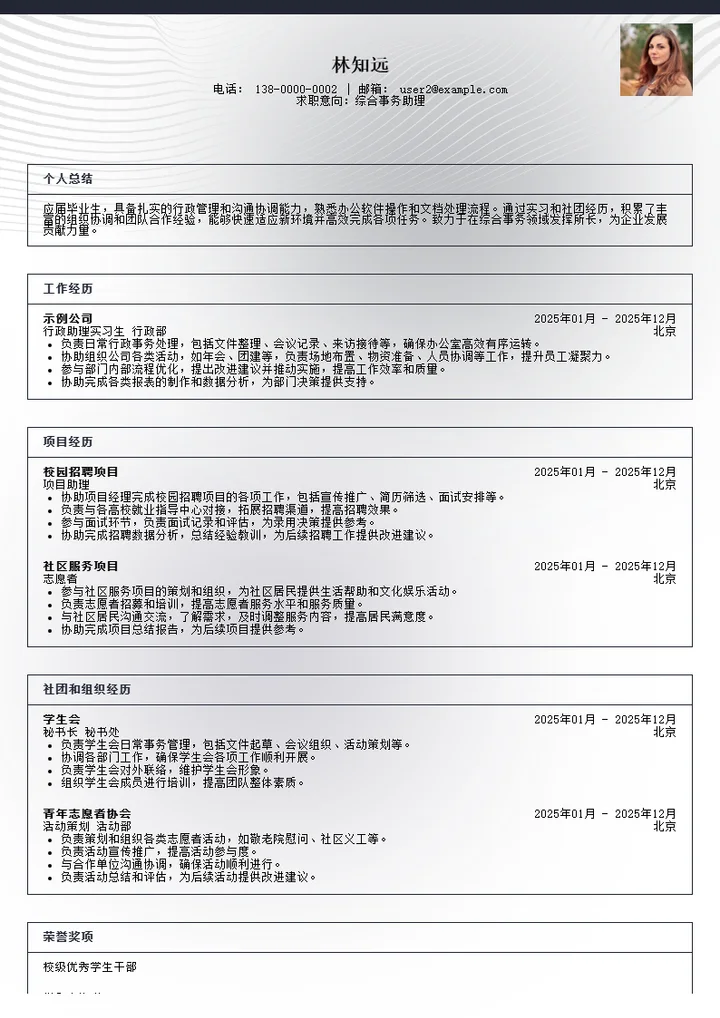 林知远
电话： 138-0000-0002 | 邮箱： user2@example.com
求职意向：综合事务助理
个人总结
应届毕业生，具备扎实的行政管理和沟通协调能力，熟悉办公软件操作和文档处理流程。通过实习和社团经历，积累了丰
富的组织协调和团队合作经验，能够快速适应新环境并高效完成各项任务。致力于在综合事务领域发挥所长，为企业发展
贡献力量。
工作经历
示例公司 2025年01月 - 2025年12月
行政助理实习生 行政部 北京
• 负责日常行政事务处理，包括文件整理、会议记录、来访接待等，确保办公室高效有序运转。
• 协助组织公司各类活动，如年会、团建等，负责场地布置、物资准备、人员协调等工作，提升员工凝聚力。
• 参与部门内部流程优化，提出改进建议并推动实施，提高工作效率和质量。
• 协助完成各类报表的制作和数据分析，为部门决策提供支持。
项目经历
校园招聘项目 2025年01月 - 2025年12月
项目助理 北京
• 协助项目经理完成校园招聘项目的各项工作，包括宣传推广、简历筛选、面试安排等。
• 负责与各高校就业指导中心对接，拓展招聘渠道，提高招聘效果。
• 参与面试环节，负责面试记录和评估，为录用决策提供参考。
• 协助完成招聘数据分析，总结经验教训，为后续招聘工作提供改进建议。
社区服务项目 2025年01月 - 2025年12月
志愿者 北京
• 参与社区服务项目的策划和组织，为社区居民提供生活帮助和文化娱乐活动。
• 负责志愿者招募和培训，提高志愿者服务水平和服务质量。
• 与社区居民沟通交流，了解需求，及时调整服务内容，提高居民满意度。
• 协助完成项目总结报告，为后续项目提供参考。
社团和组织经历
学生会 2025年01月 - 2025年12月
秘书长 秘书处 北京
• 负责学生会日常事务管理，包括文件起草、会议组织、活动策划等。
• 协调各部门工作，确保学生会各项工作顺利开展。
• 负责学生会对外联络，维护学生会形象。
• 组织学生会成员进行培训，提高团队整体素质。
青年志愿者协会 2025年01月 - 2025年12月
活动策划 活动部 北京
• 负责策划和组织各类志愿者活动，如敬老院慰问、社区义工等。
• 负责活动宣传推广，提高活动参与度。
• 与合作单位沟通协调，确保活动顺利进行。
• 负责活动总结和评估，为后续活动提供改进建议。
荣誉奖项
校级优秀学生干部